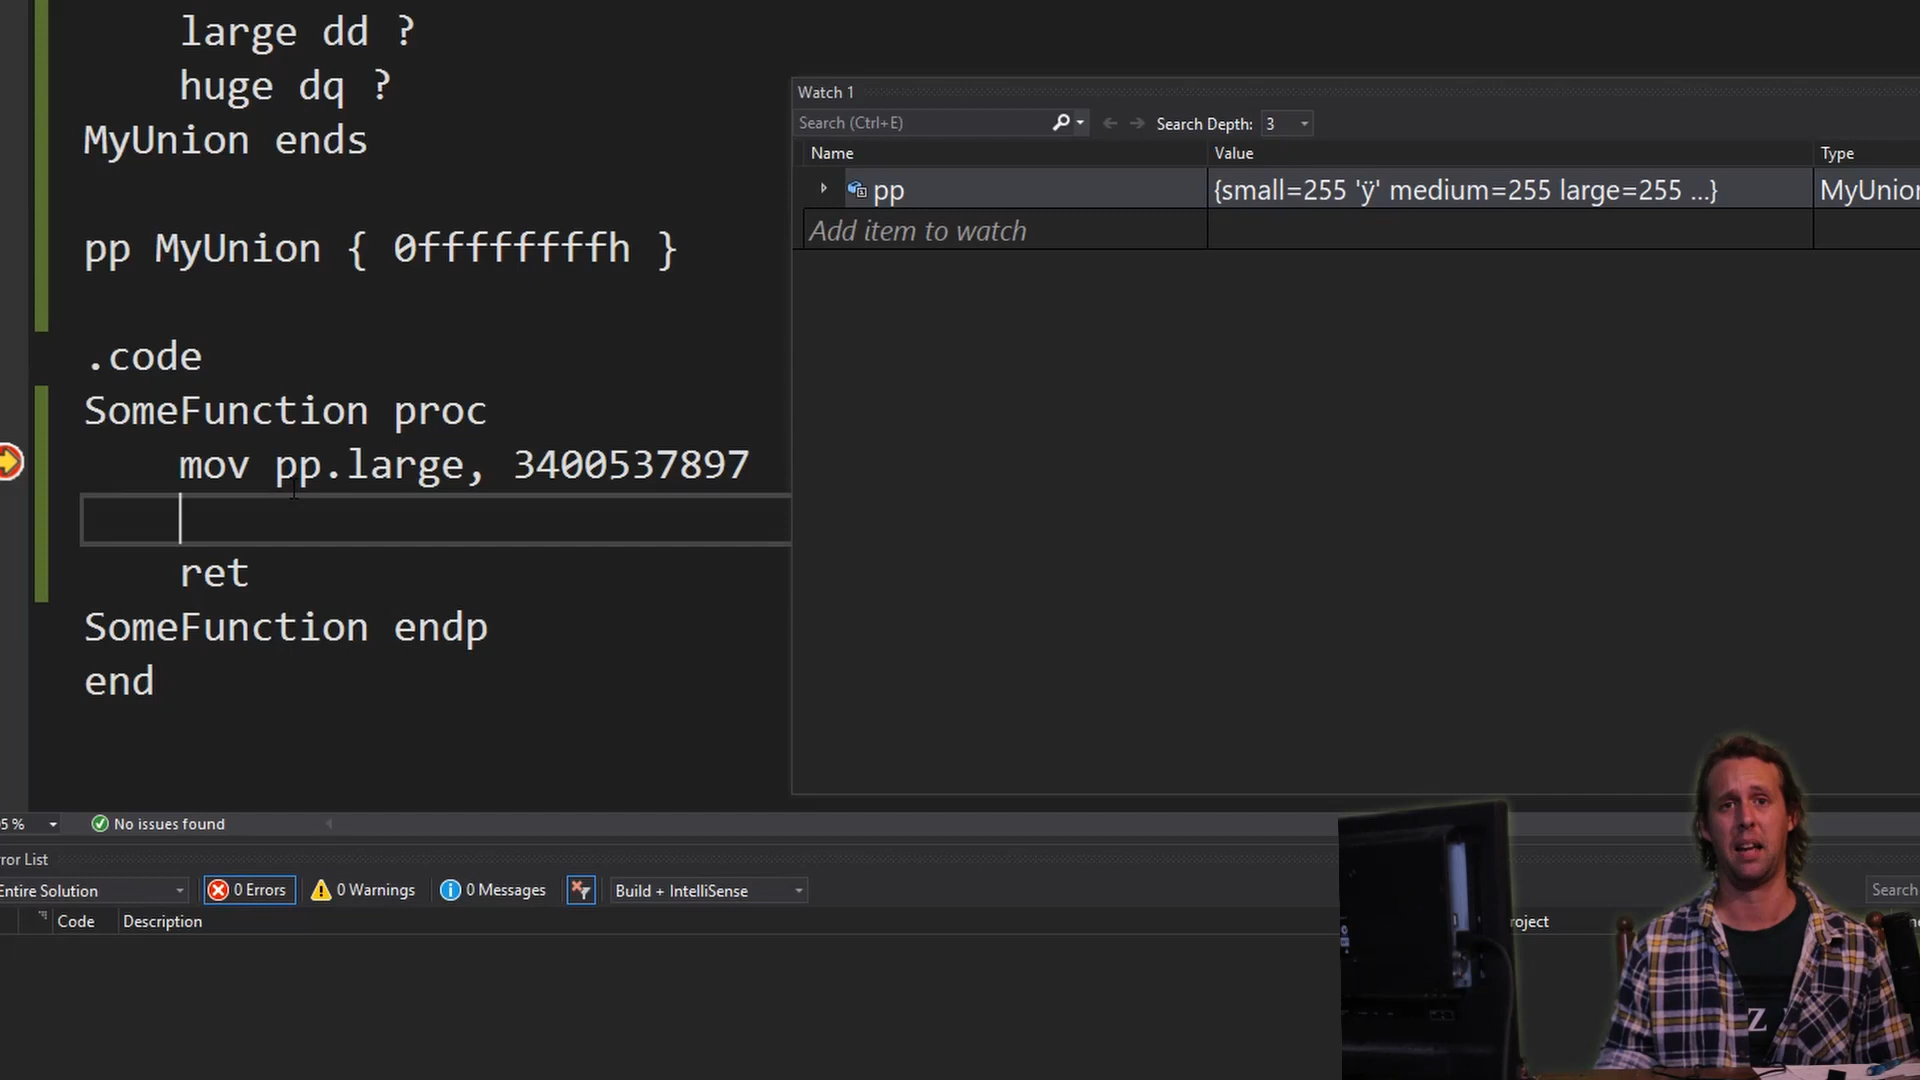 large dd ?
huge dq ?
MyUnion ends
pp MyUnion { 0ffffffffh }
.code
SomeFunction proc
mov pp.large, 3400537897
ret
SomeFunction endp
end
Watch 1
Search (Ctrl+E)
Search Depth: 3
Name Value Type
pp {small=255 'ÿ' medium=255 large=255 ...} MyUnion
Add item to watch
5 %
No issues found
ror List
Entire Solution
0 Errors
0 Warnings
0 Messages
Build + IntelliSense
Search
Code Description roject
Z